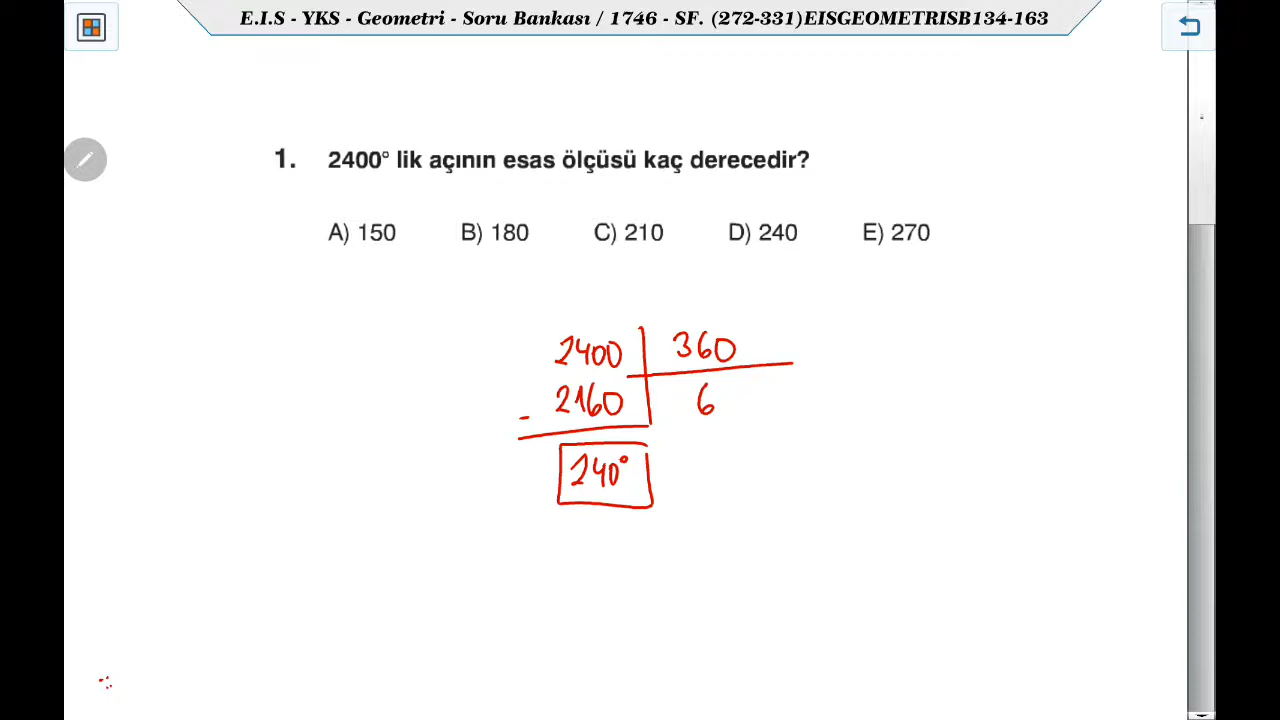 E.I.S - YKS - Geometri - Soru Bankası / 1746 - SF. (272-331)EISGEOMETRISB134-163
1. 2400° lik açının esas ölçüsü kaç derecedir?
A) 150 B) 180 C) 210 D) 240 E) 270
2400 360
- 2160 6
240°